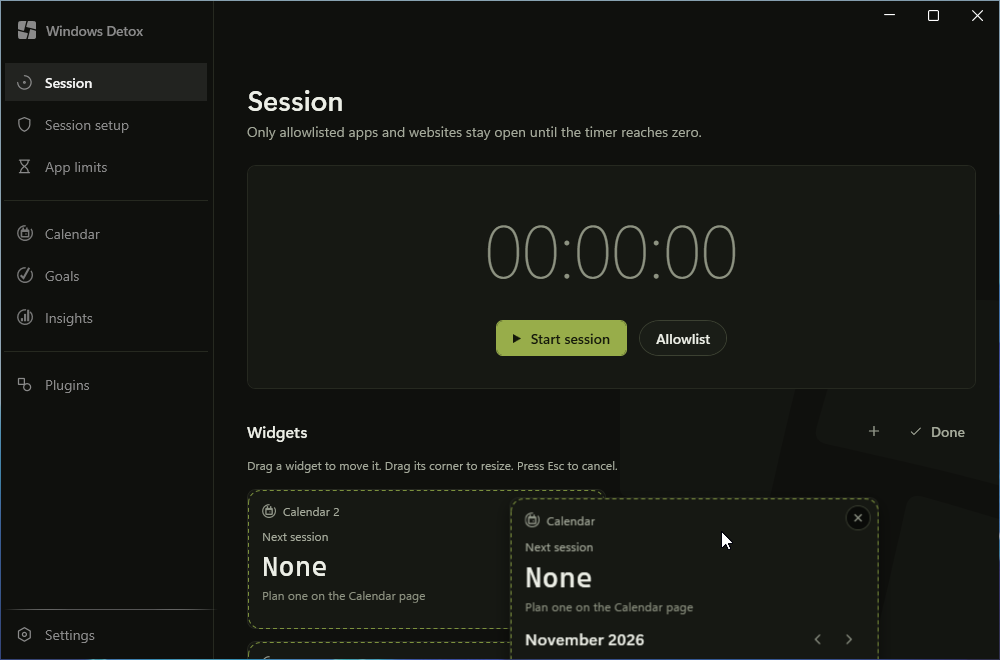 Windows Detox
Session
Session setup
App limits
Calendar
Goals
Insights
Plugins
Settings
Session
Only allowlisted apps and websites stay open until the timer reaches zero.
00:00:00
Start session
Allowlist
Widgets
Done
Drag a widget to move it. Drag its corner to resize. Press Esc to cancel.
Calendar 2
Next session
None
Plan one on the Calendar page
Calendar
Next session
None
Plan one on the Calendar page
November 2026